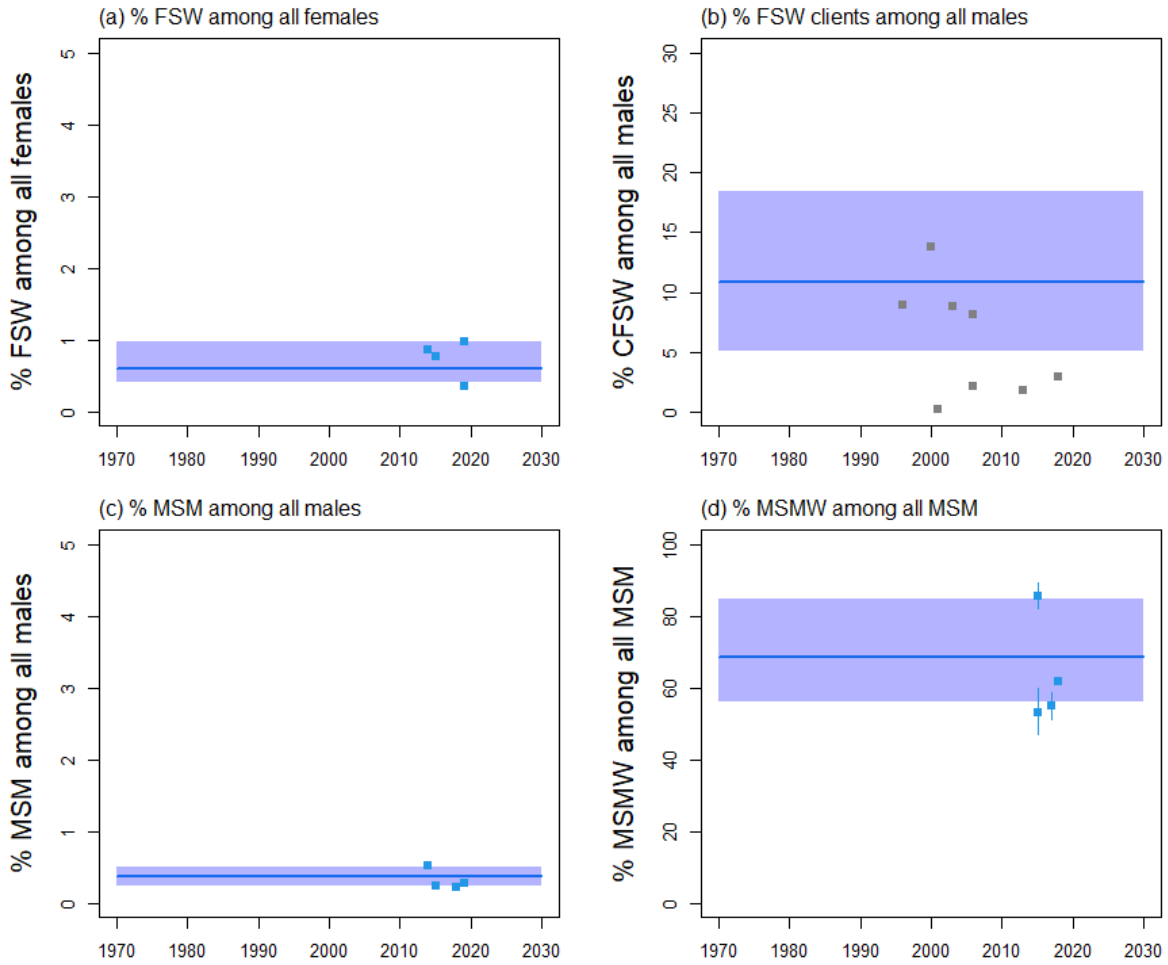 (a) % FSW among all females
% FSW among all females
5
4
3
2
1
0
1970 1980 1990 2000 2010 2020 2030
(b) % FSW clients among all males
% CFSW among all males
30
25
20
15
10
5
0
1970 1980 1990 2000 2010 2020 2030
(c) % MSM among all males
% MSM among all males
5
4
3
2
1
0
1970 1980 1990 2000 2010 2020 2030
(d) % MSMW among all MSM
% MSMW among all MSM
100
80
60
40
20
0
1970 1980 1990 2000 2010 2020 2030